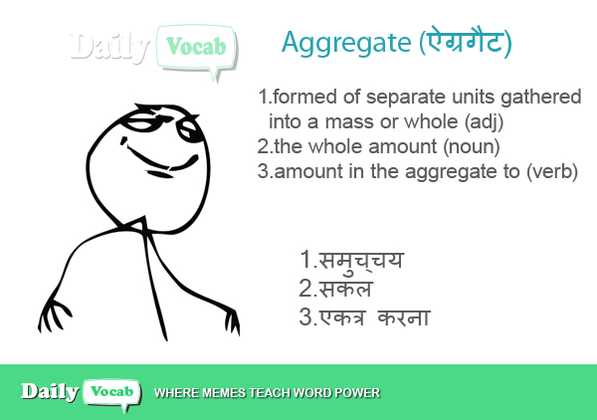 Daily Vocab
Aggregate (ऐग्रगैट)
1.formed of separate units gathered
into a mass or whole (adj)
2.the whole amount (noun)
3.amount in the aggregate to (verb)
1.समुच्चय
2.सकल
3.एकत्र करना
Daily Vocab WHERE MEMES TEACH WORD POWER